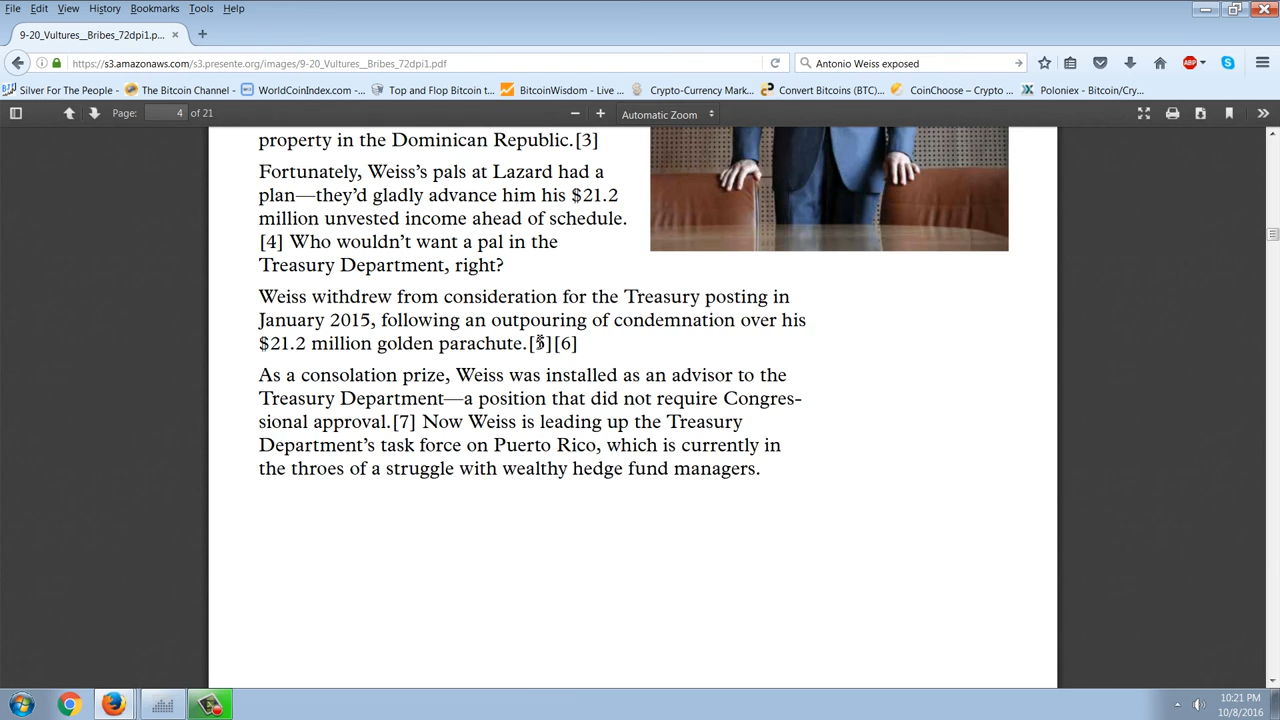 File Edit View History Bookmarks Tools Help
9-20_Vultures__Bribes_72dpi1.p...
https://s3.amazonaws.com/s3.presente.org/images/9-20_Vultures__Bribes_72dpi1.pdf
Antonio Weiss exposed
ABP
Silver For The People - The Bitcoin Channel - WorldCoinIndex.com -... Top and Flop Bitcoin t... BitcoinWisdom - Live ... Crypto-Currency Mark... Convert Bitcoins (BTC)... CoinChoose – Crypto ... Poloniex - Bitcoin/Cry...
Page: 4 of 21
Automatic Zoom
property in the Dominican Republic.[3]
Fortunately, Weiss’s pals at Lazard had a
plan—they’d gladly advance him his $21.2
million unvested income ahead of schedule.
[4] Who wouldn’t want a pal in the
Treasury Department, right?
Weiss withdrew from consideration for the Treasury posting in
January 2015, following an outpouring of condemnation over his
$21.2 million golden parachute.[5][6]
As a consolation prize, Weiss was installed as an advisor to the
Treasury Department—a position that did not require Congres-
sional approval.[7] Now Weiss is leading up the Treasury
Department’s task force on Puerto Rico, which is currently in
the throes of a struggle with wealthy hedge fund managers.
10:21 PM
10/8/2016